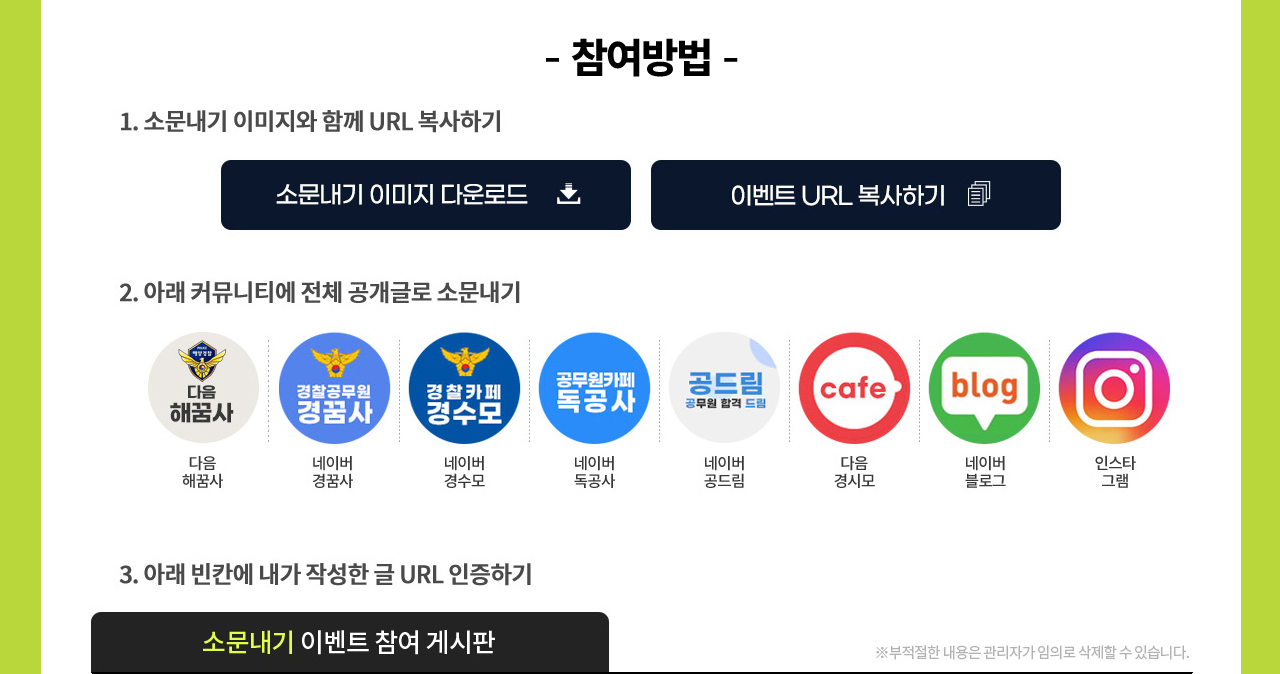 - 참여방법 -
1. 소문내기 이미지와 함께 URL 복사하기
소문내기 이미지 다운로드
이벤트 URL 복사하기
2. 아래 커뮤니티에 전체 공개글로 소문내기
POLICE
해양경찰
다음
해꿈사
경찰공무원
경꿈사
경찰카페
경수모
공무원카페
독공사
공드림
공무원 합격 드림
cafe
blog
다음
해꿈사
네이버
경꿈사
네이버
경수모
네이버
독공사
네이버
공드림
다음
경시모
네이버
블로그
인스타
그램
3. 아래 빈칸에 내가 작성한 글 URL 인증하기
소문내기 이벤트 참여 게시판
※부적절한 내용은 관리자가 임의로 삭제할 수 있습니다.